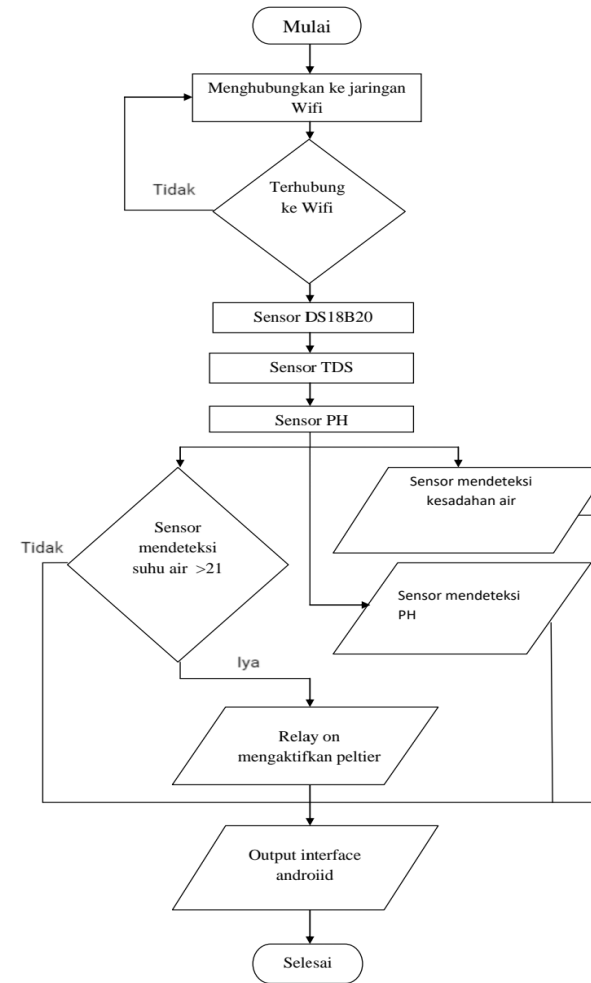 Mulai
Menghubungkan ke jaringan
Wifi
Tidak
Terhubung
ke Wifi
Sensor DS18B20
Sensor TDS
Sensor PH
Sensor mendeteksi
kesadahan air
Sensor
mendeteksi
suhu air >21
Tidak
Sensor mendeteksi
PH
Iya
Relay on
mengaktifkan peltier
Output interface
androiid
Selesai